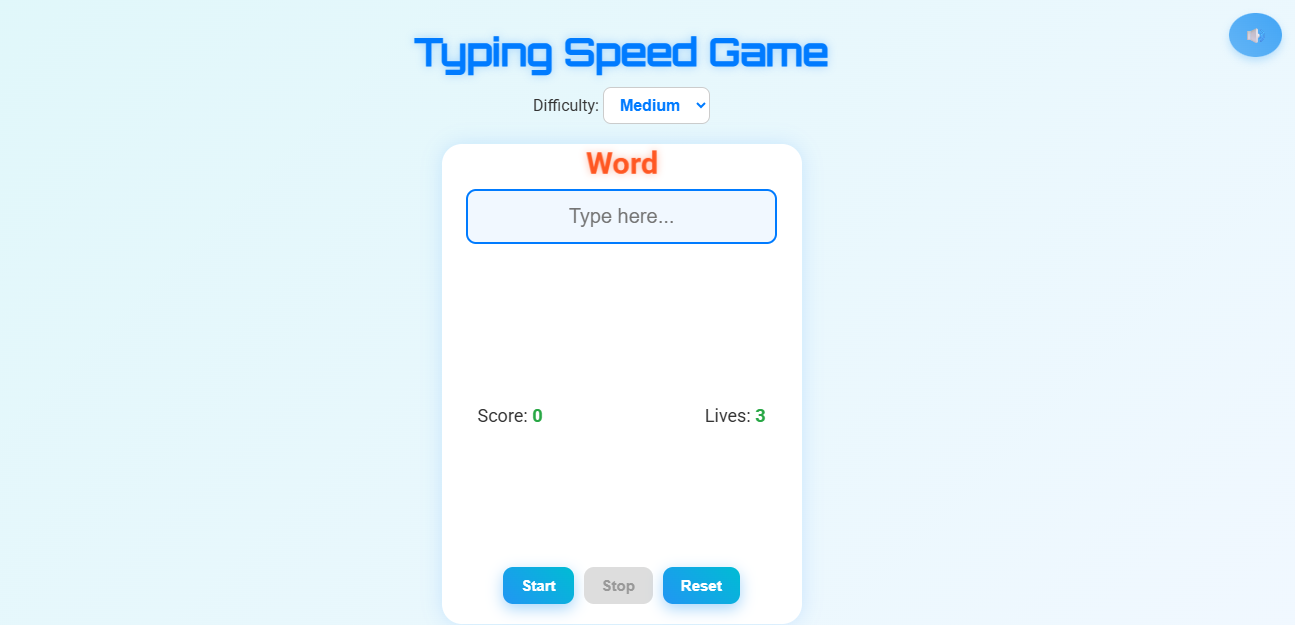 Typing Speed Game
Difficulty: Medium
Word
Type here...
Score: 0 Lives: 3
Start Stop Reset